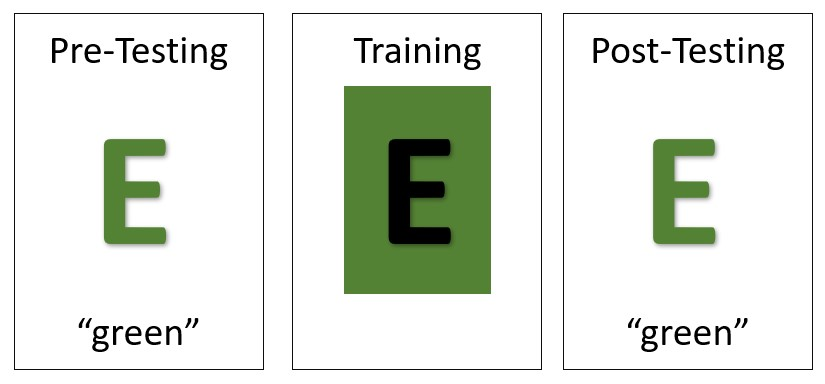 Pre-Testing
E
“green”
Training
E
Post-Testing
E
“green”